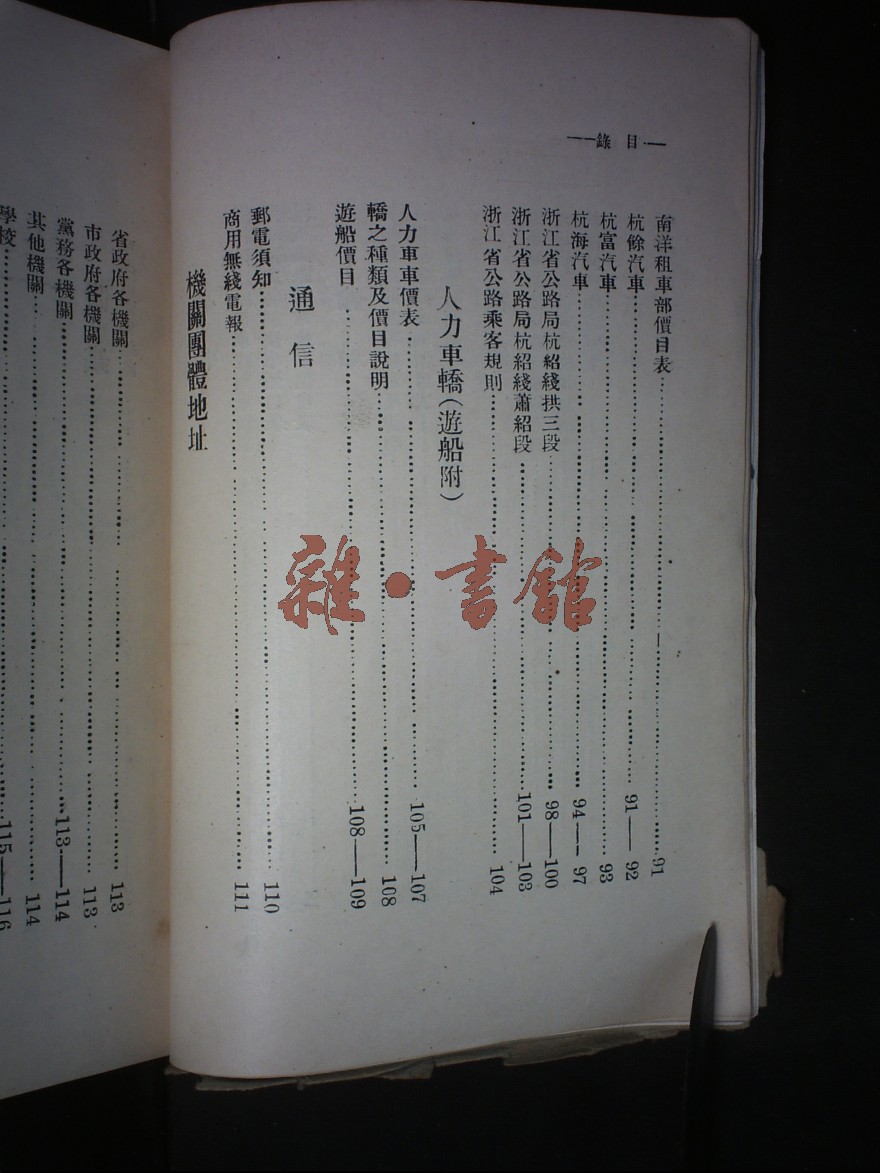 ——錄 目——
南洋租車部價目表……91
杭餘汽車……91——92
杭富汽車……93
杭海汽車……94——97
浙江省公路局杭紹綫拱三段……98——100
浙江省公路局杭紹綫蕭紹段……101——103
浙江省公路乘客規則……104
人力車轎(遊船附)
人力車車價表……105——107
轎之種類及價目說明……108
遊船價目……108——109
通信
郵電須知……110
商用無綫電報……111
機關團體地址
省政府各機關……113
市政府各機關……113
黨務各機關……113——114
其他機關……114
學校……115——116
雜·書館